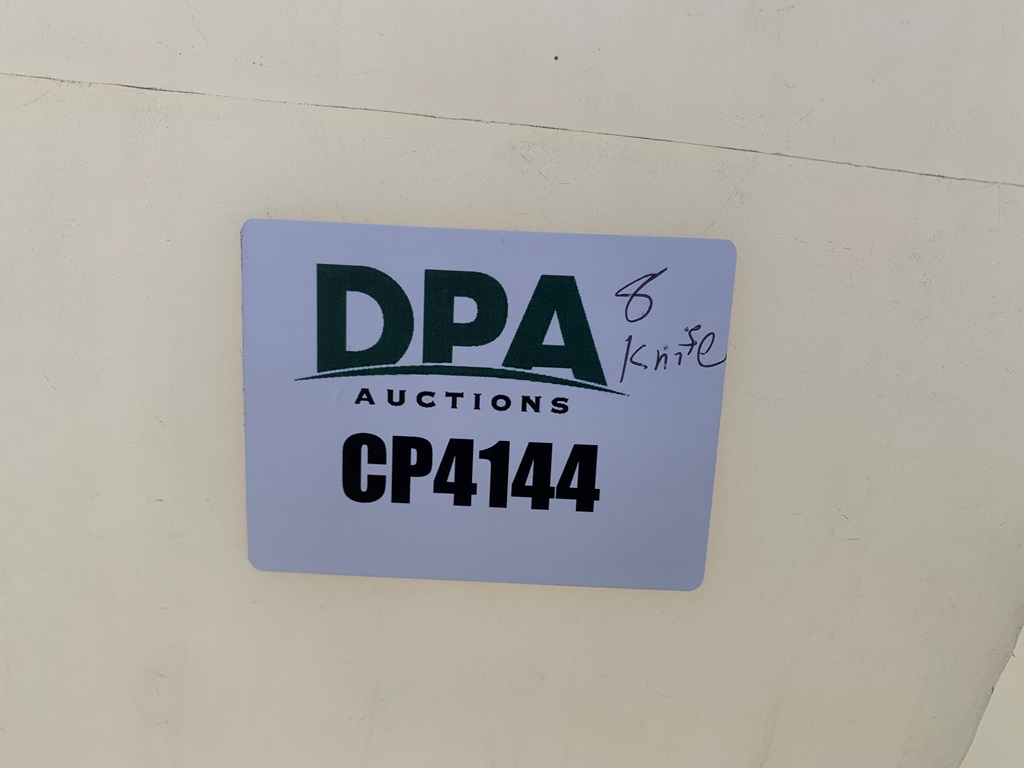 DPA
AUCTIONS
8
Knife
CP4144